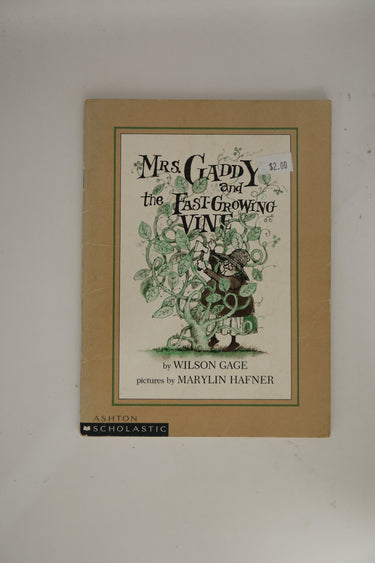 MRS. GADDY
$2.00
and
the FAST-GROWING
VINE
by WILSON GAGE
pictures by MARYLIN HAFNER
ASHTON
SCHOLASTIC